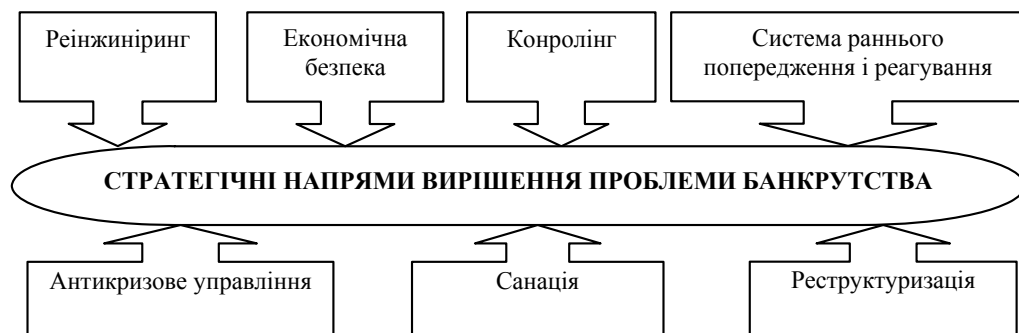 Реінжиніринг
Економічна
безпека
Конролінг
Система раннього
попередження і реагування
СТРАТЕГІЧНІ НАПРЯМИ ВИРІШЕННЯ ПРОБЛЕМИ БАНКРУТСТВА
Антикризове управління
Санація
Реструктуризація